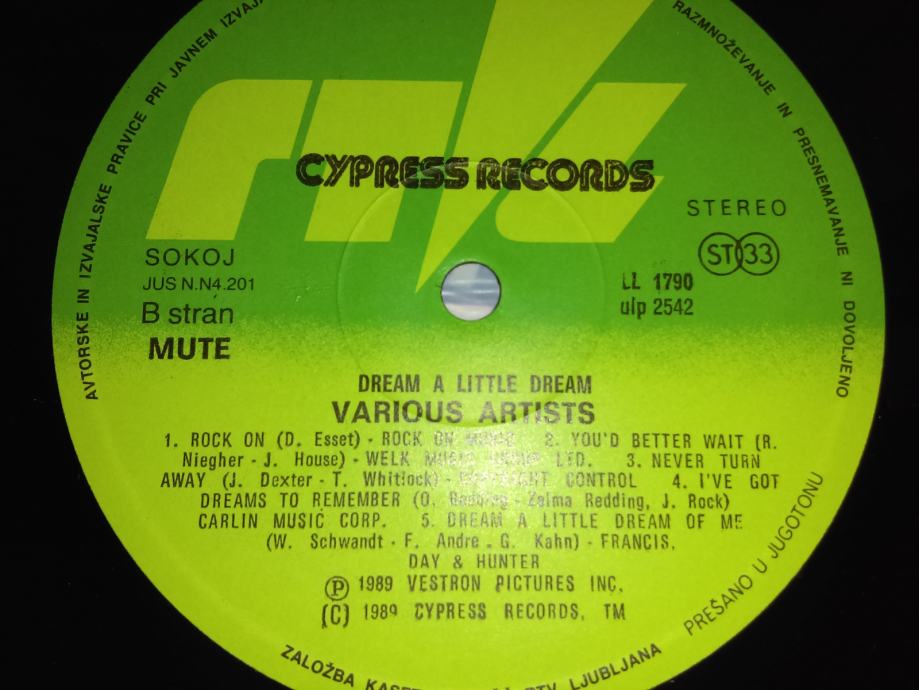 AVTORSKE IN IZVAJALSKE PRAVICE PRI JAVNEM
RAZMNOŽEVANJE IN PRESNEMAVANJE NI DOVOLJENO
CYPRESS RECORDS
STEREO
ST 33
SOKOJ
JUS N.N4.201
B stran
MUTE
LL 1790
ulp 2542
DREAM A LITTLE DREAM
VARIOUS ARTISTS
1. ROCK ON (D. Esset) - ROCK ON 2. YOU'D BETTER WAIT (R.
Niegher - J. House) - WELK LTD. 3. NEVER TURN
AWAY (J. Dexter - T. Whitlock) - CONTROL 4. I'VE GOT
DREAMS TO REMEMBER (O. Redding - Zelma Redding, J. Rock)
CARLIN MUSIC CORP. 5. DREAM A LITTLE DREAM OF ME
(W. Schwandt - F. Andre . G. Kahn) - FRANCIS,
DAY & HUNTER
Ⓟ 1989 VESTRON PICTURES INC.
(C) 1989 CYPRESS RECORDS, TM
PREŠANO U JUGOTONU
ZALOŽBA RTV LJUBLJANA